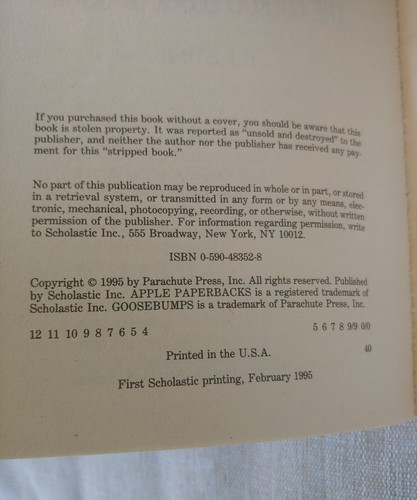 If you purchased this book without a cover, you should be aware that this
book is stolen property. It was reported as "unsold and destroyed" to the
publisher, and neither the author nor the publisher has received any pay-
ment for this "stripped book."
No part of this publication may be reproduced in whole or in part, or stored
in a retrieval system, or transmitted in any form or by any means, elec-
tronic, mechanical, photocopying, recording, or otherwise, without written
permission of the publisher. For information regarding permission, write
to Scholastic Inc., 555 Broadway, New York, NY 10012.
ISBN 0-590-48352-8
Copyright © 1995 by Parachute Press, Inc. All rights reserved. Published
by Scholastic Inc. APPLE PAPERBACKS is a registered trademark of
Scholastic Inc. GOOSEBUMPS is a trademark of Parachute Press, Inc.
12 11 10 9 8 7 6 5 4 5 6 7 8 9/9 0/0
Printed in the U.S.A. 40
First Scholastic printing, February 1995